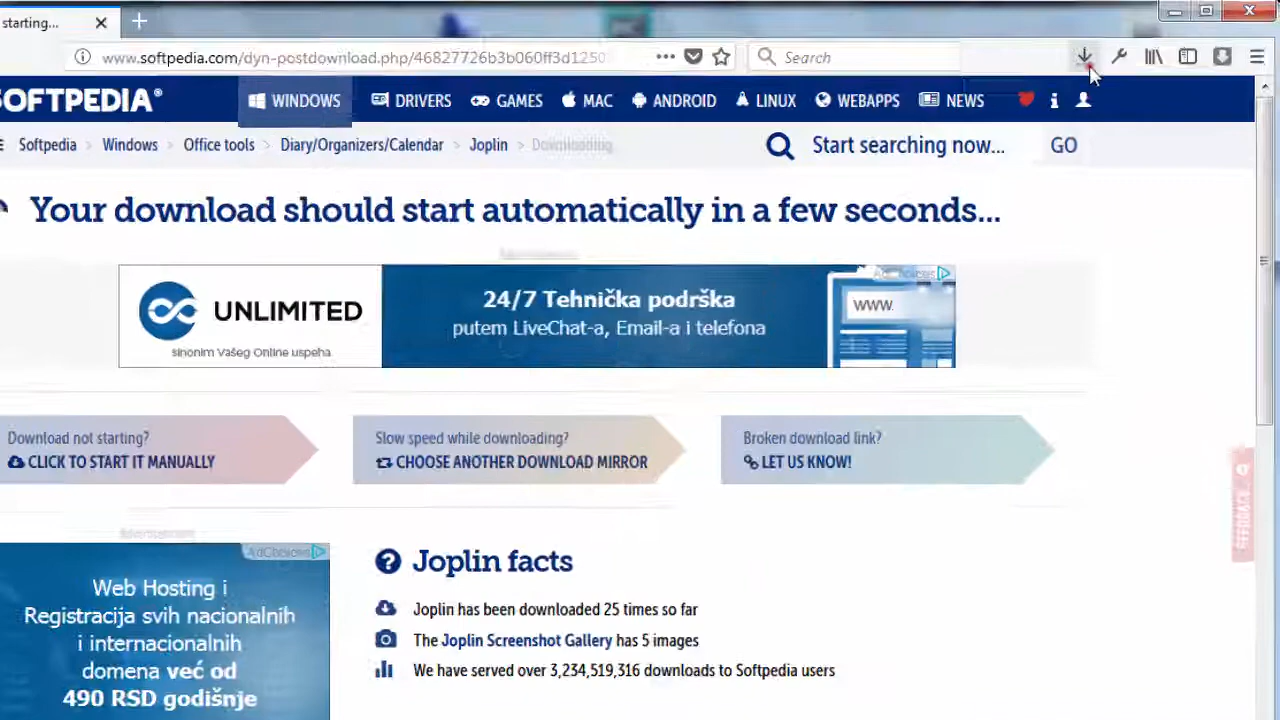 starting...
www.softpedia.com/dyn-postdownload.php/46827726b3b060ff3d1250
Search
SOFTPEDIA®
WINDOWS
DRIVERS
GAMES
MAC
ANDROID
LINUX
WEBAPPS
NEWS
Softpedia > Windows > Office tools > Diary/Organizers/Calendar > Joplin > Downloading
Start searching now...
GO
Your download should start automatically in a few seconds...
Advertisement
AdChoices
UNLIMITED
sinonim Vašeg Online uspeha
24/7 Tehnička podrška
putem LiveChat-a, Email-a i telefona
www.
Download not starting?
CLICK TO START IT MANUALLY
Slow speed while downloading?
CHOOSE ANOTHER DOWNLOAD MIRROR
Broken download link?
LET US KNOW!
FEEDBACK
Advertisement
AdChoices
Web Hosting i
Registracija svih nacionalnih
i internacionalnih
domena već od
490 RSD godišnje
Joplin facts
Joplin has been downloaded 25 times so far
The Joplin Screenshot Gallery has 5 images
We have served over 3,234,519,316 downloads to Softpedia users